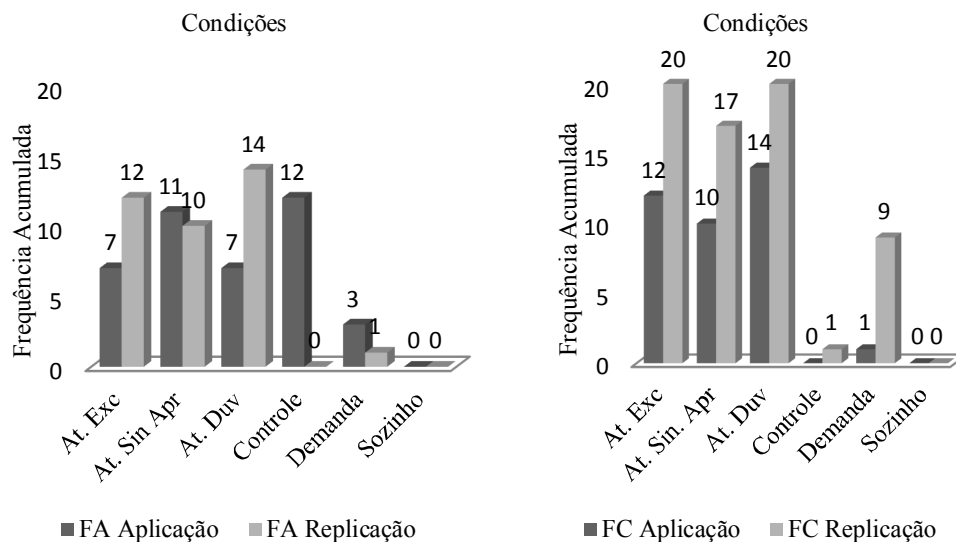 Condições
Frequência Acumulada
20
15
10
5
0
7
12
11
10
7
14
12
0
3
1
0
0
At. Exc
At. Sin Apr
At. Duv
Controle
Demanda
Sozinho
FA Aplicação
FA Replicação
Condições
Frequência Acumulada
20
15
10
5
0
12
20
10
17
14
20
0
1
1
9
0
0
At. Exc
At. Sin. Apr
At. Duv
Controle
Demanda
Sozinho
FC Aplicação
FC Replicação